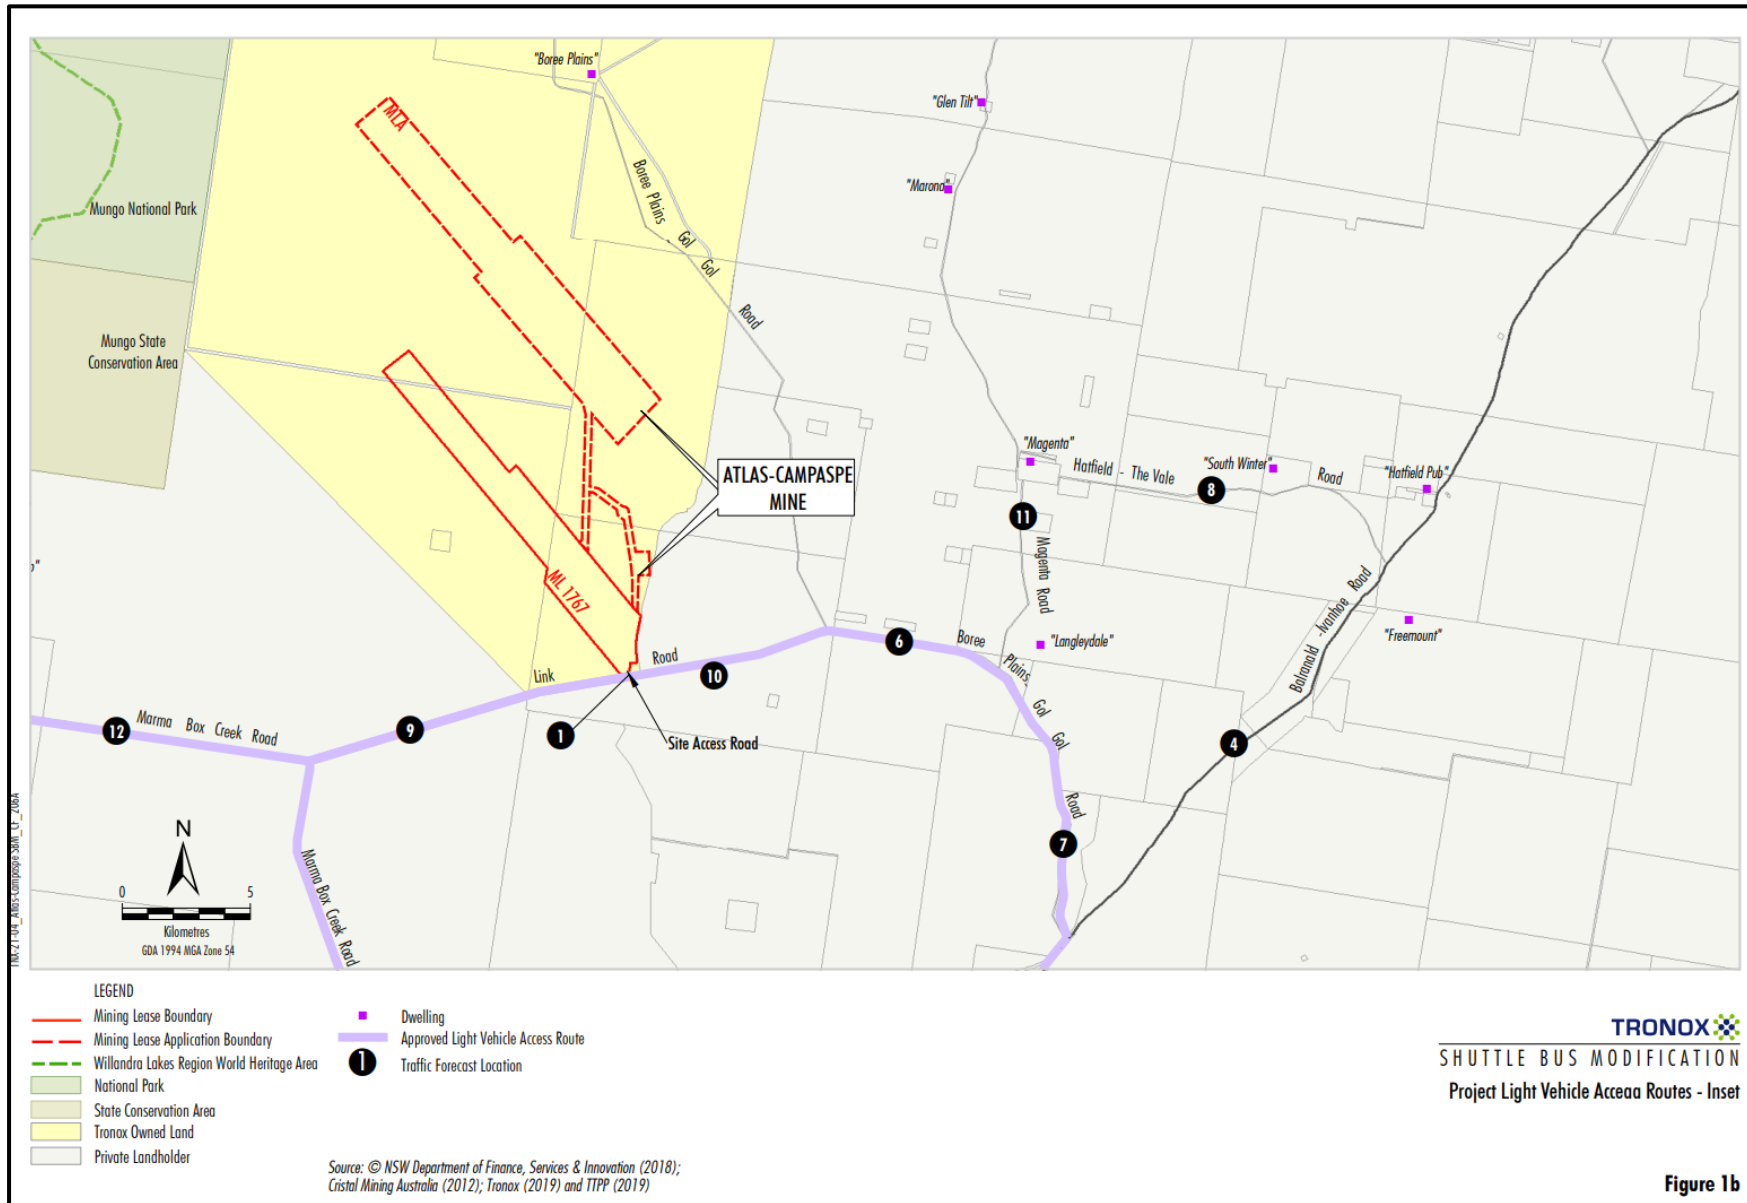 "Boree Plains"
"Glen Tilt"
MLA
Boree Plains
"Marona"
Mungo National Park
Gol
Gol
Road
Mungo State
Conservation Area
"Magenta"
Hatfield - The Vale
"South Winter"
Road
"Hatfield Pub"
ATLAS-CAMPASPE
MINE
8
11
Magenta Road
ML 1767
Balranald -Ivanhoe Road
"Freemount"
6
Boree
"Langleydale"
Plains
Road
10
Link
Gol
Gol
12
Marma Box Creek Road
9
1
Site Access Road
4
Road
7
Marma Box Creek Road
N
0 5
Kilometres
GDA 1994 MGA Zone 54
LEGEND
Mining Lease Boundary
Mining Lease Application Boundary
Willandra Lakes Region World Heritage Area
National Park
State Conservation Area
Tronox Owned Land
Private Landholder
Dwelling
Approved Light Vehicle Access Route
1
Traffic Forecast Location
Source: © NSW Department of Finance, Services & Innovation (2018);
Cristal Mining Australia (2012); Tronox (2019) and TTPP (2019)
TRONOX
SHUTTLE BUS MODIFICATION
Project Light Vehicle Acceaa Routes - Inset
Figure 1b